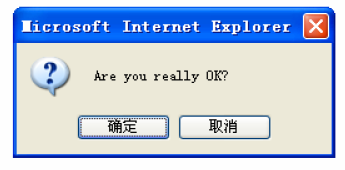 Microsoft Internet Explorer
Are you really OK?
确定
取消